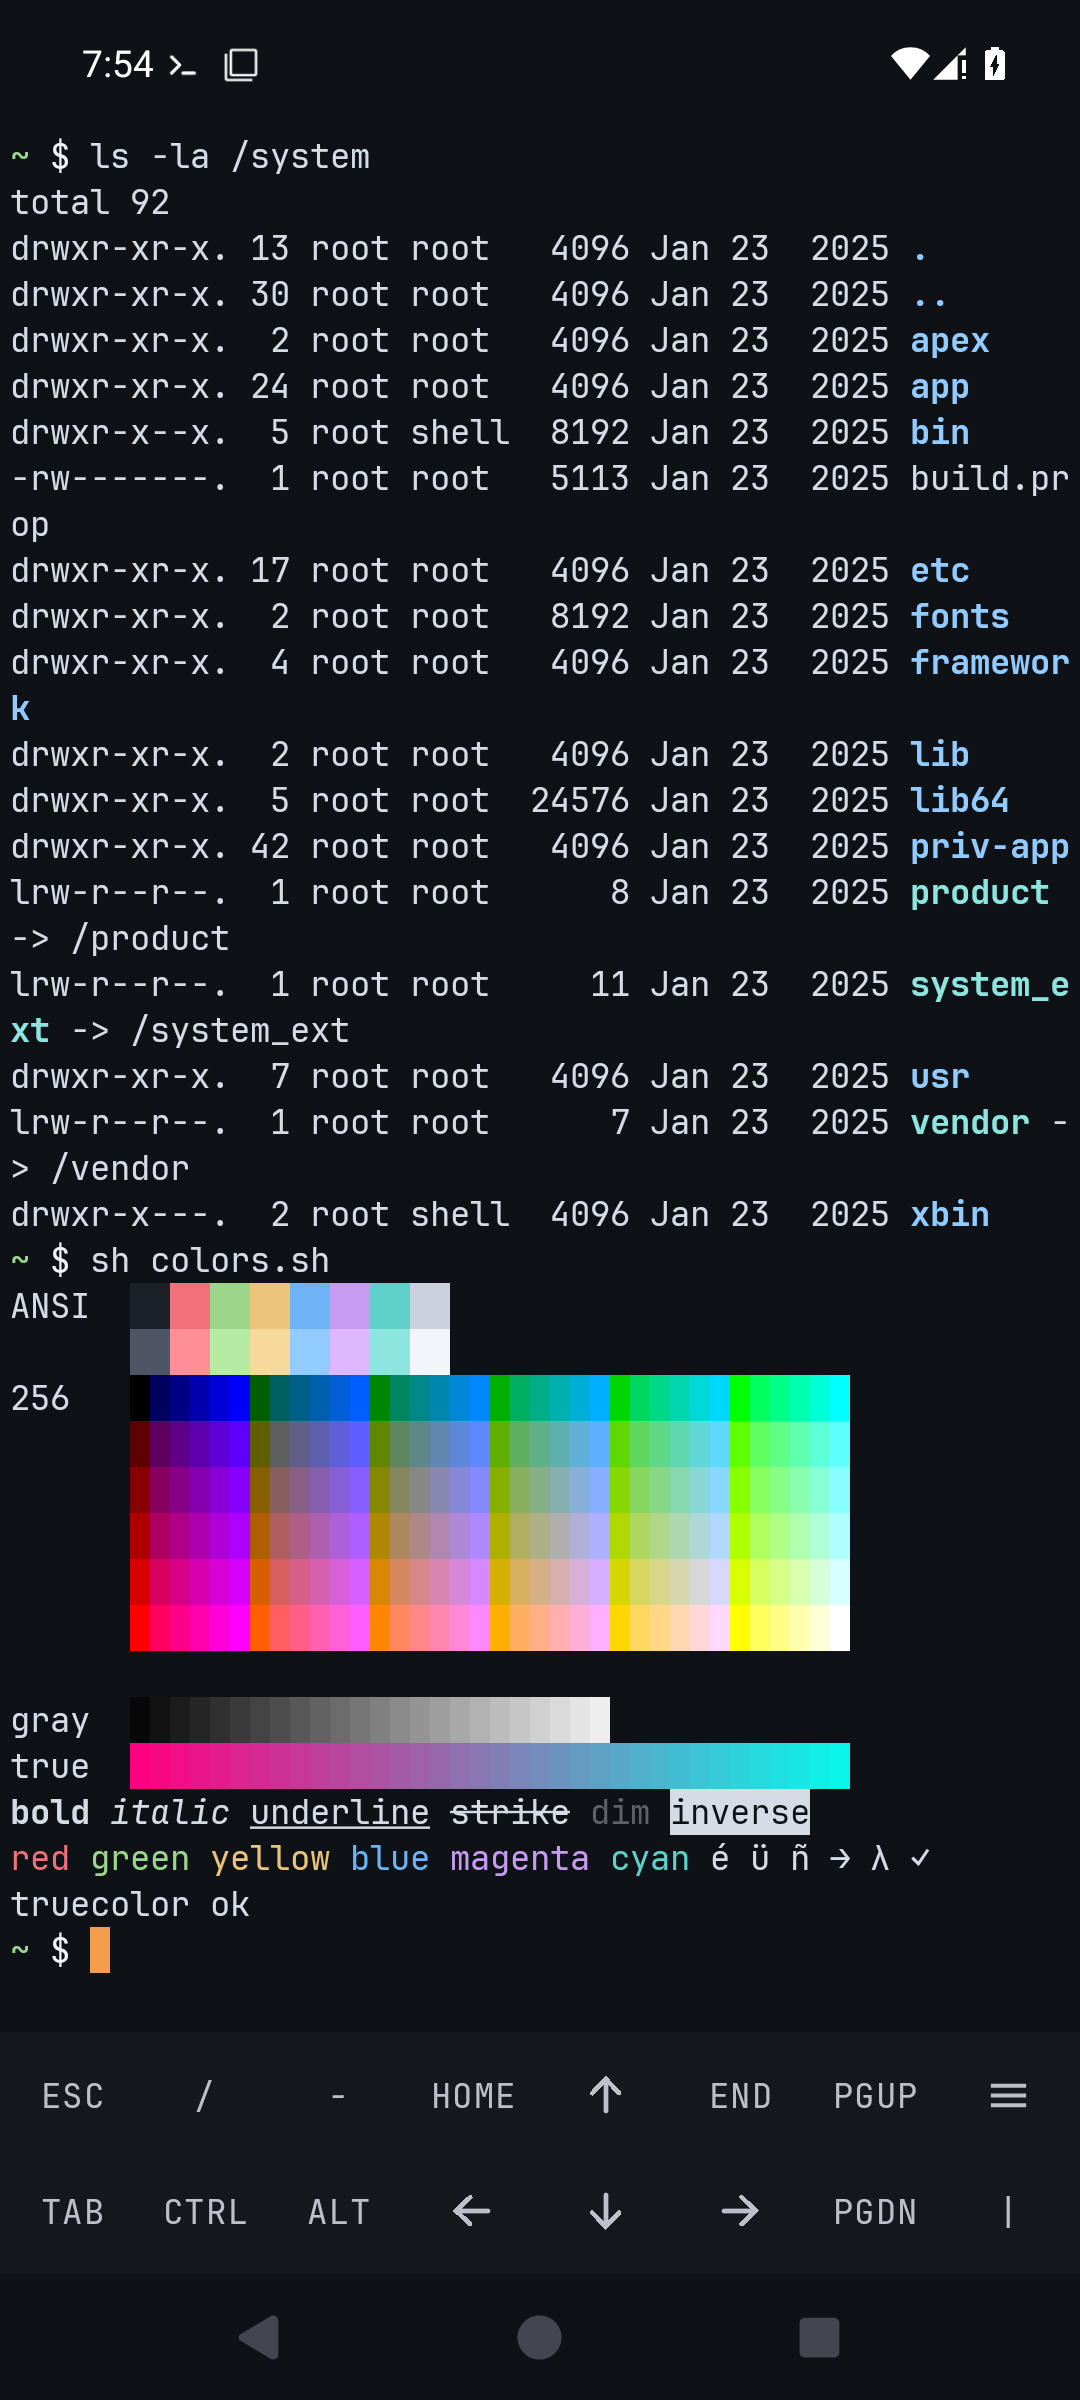 7:54
~ $ ls -la /system
total 92
drwxr-xr-x. 13 root root   4096 Jan 23  2025 .
drwxr-xr-x. 30 root root   4096 Jan 23  2025 ..
drwxr-xr-x.  2 root root   4096 Jan 23  2025 apex
drwxr-xr-x. 24 root root   4096 Jan 23  2025 app
drwxr-x--x.  5 root shell  8192 Jan 23  2025 bin
-rw-------.  1 root root   5113 Jan 23  2025 build.pr
op
drwxr-xr-x. 17 root root   4096 Jan 23  2025 etc
drwxr-xr-x.  2 root root   8192 Jan 23  2025 fonts
drwxr-xr-x.  4 root root   4096 Jan 23  2025 framewor
k
drwxr-xr-x.  2 root root   4096 Jan 23  2025 lib
drwxr-xr-x.  5 root root  24576 Jan 23  2025 lib64
drwxr-xr-x. 42 root root   4096 Jan 23  2025 priv-app
lrw-r--r--.  1 root root      8 Jan 23  2025 product
-> /product
lrw-r--r--.  1 root root     11 Jan 23  2025 system_e
xt -> /system_ext
drwxr-xr-x.  7 root root   4096 Jan 23  2025 usr
lrw-r--r--.  1 root root      7 Jan 23  2025 vendor -
> /vendor
drwxr-x---.  2 root shell  4096 Jan 23  2025 xbin
~ $ sh colors.sh
ANSI
256
gray
true
bold italic underline strike dim inverse
red green yellow blue magenta cyan é ü ñ → λ ✓
truecolor ok
~ $
ESC / - HOME ↑ END PGUP ☰
TAB CTRL ALT ← ↓ → PGDN |